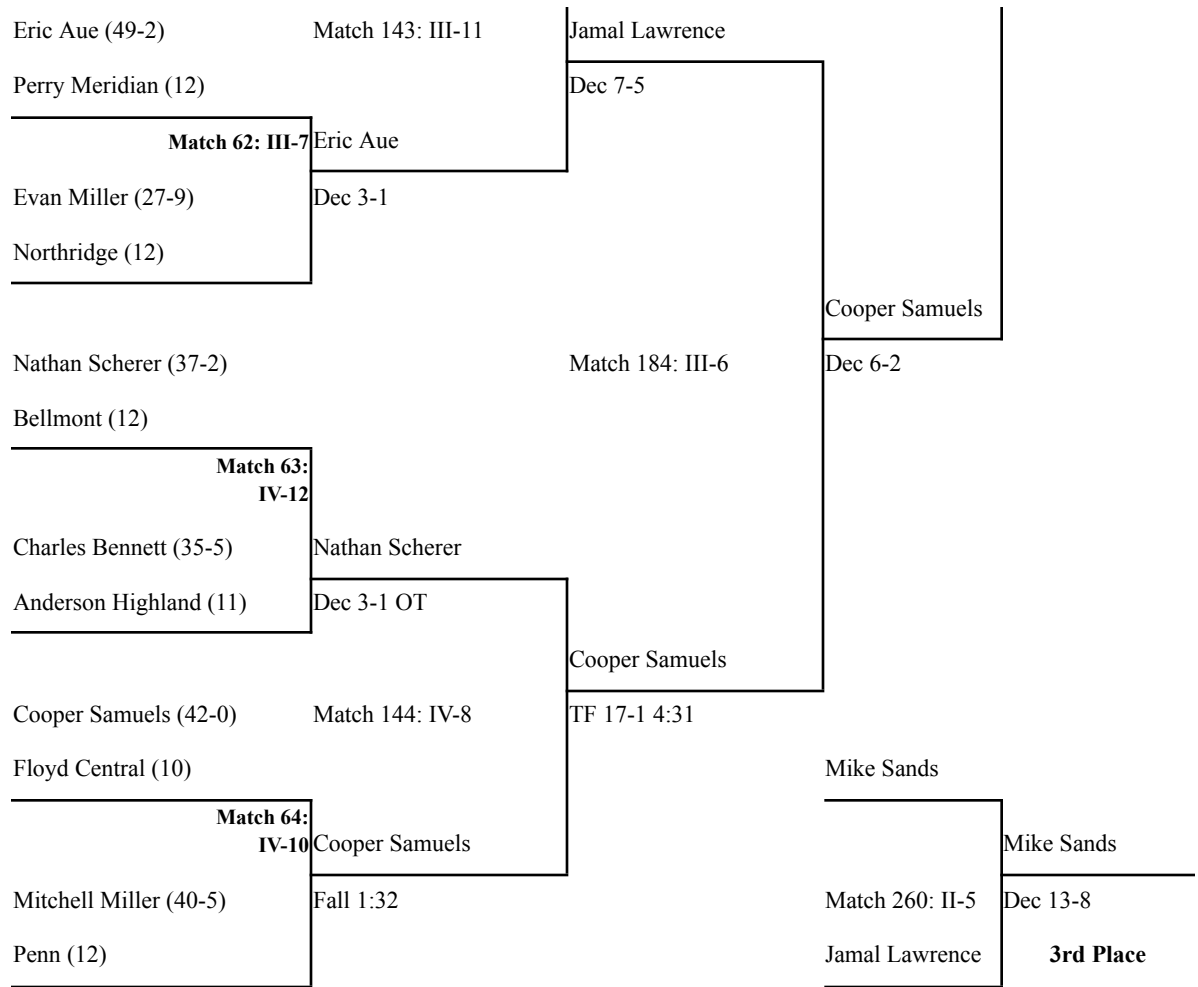 Eric Aue (49-2) Match 143: III-11 Jamal Lawrence
Perry Meridian (12) Dec 7-5
Match 62: III-7 Eric Aue
Evan Miller (27-9) Dec 3-1
Northridge (12)
Cooper Samuels
Nathan Scherer (37-2) Match 184: III-6 Dec 6-2
Bellmont (12)
Match 63:
IV-12
Charles Bennett (35-5) Nathan Scherer
Anderson Highland (11) Dec 3-1 OT
Cooper Samuels
Cooper Samuels (42-0) Match 144: IV-8 TF 17-1 4:31
Floyd Central (10) Mike Sands
Match 64:
IV-10 Cooper Samuels Mike Sands
Mitchell Miller (40-5) Fall 1:32 Match 260: II-5 Dec 13-8
Penn (12) Jamal Lawrence 3rd Place